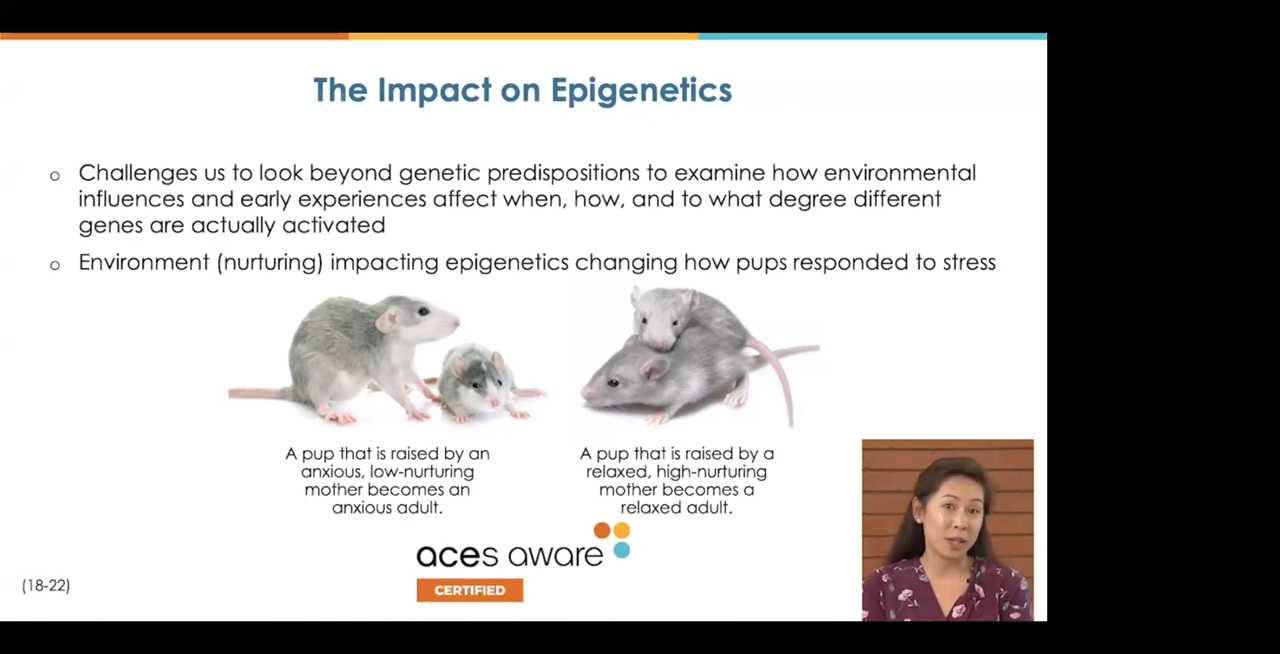 The Impact on Epigenetics
o Challenges us to look beyond genetic predispositions to examine how environmental
influences and early experiences affect when, how, and to what degree different
genes are actually activated
o Environment (nurturing) impacting epigenetics changing how pups responded to stress
A pup that is raised by an
anxious, low-nurturing
mother becomes an
anxious adult.
A pup that is raised by a
relaxed, high-nurturing
mother becomes a
relaxed adult.
aces aware
CERTIFIED
(18-22)